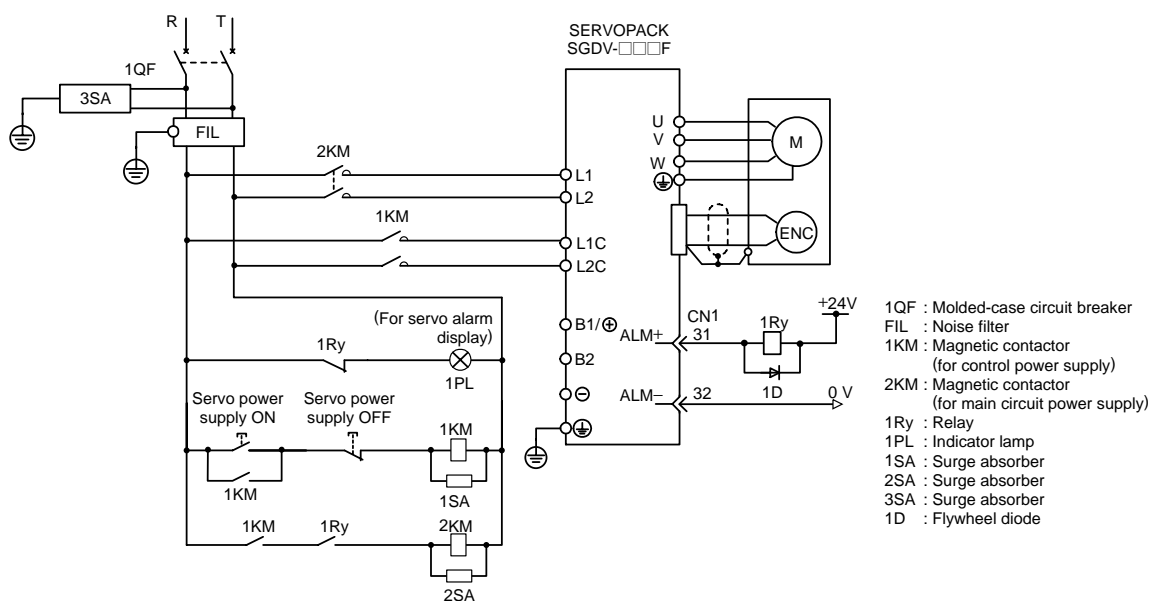 R T
SERVOPACK
SGDV-□□□F
1QF
3SA
FIL
U
V
W
M
2KM
L1
L2
1KM
L1C
L2C
ENC
(For servo alarm
display)
1Ry
1PL
B1/⊕
B2
⊖
ALM+
CN1
31
1Ry
+24V
1D
ALM−
32
0 V
Servo power
supply ON
Servo power
supply OFF
1KM
1KM
1SA
1KM
1Ry
2KM
2SA
1QF : Molded-case circuit breaker
FIL : Noise filter
1KM : Magnetic contactor
(for control power supply)
2KM : Magnetic contactor
(for main circuit power supply)
1Ry : Relay
1PL : Indicator lamp
1SA : Surge absorber
2SA : Surge absorber
3SA : Surge absorber
1D : Flywheel diode